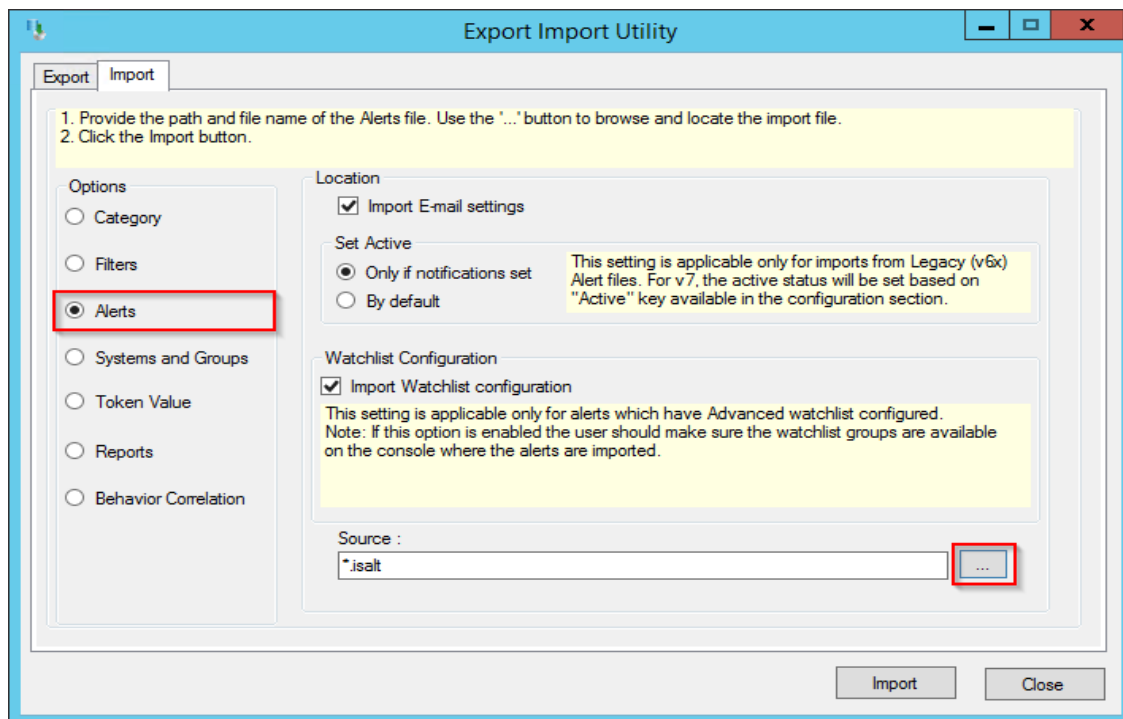 Export Import Utility
Export
Import
1. Provide the path and file name of the Alerts file. Use the '...' button to browse and locate the import file.
2. Click the Import button.
Options
Category
Filters
Alerts
Systems and Groups
Token Value
Reports
Behavior Correlation
Location
Import E-mail settings
Set Active
Only if notifications set
By default
This setting is applicable only for imports from Legacy (v6x)
Alert files. For v7, the active status will be set based on
"Active" key available in the configuration section.
Watchlist Configuration
Import Watchlist configuration
This setting is applicable only for alerts which have Advanced watchlist configured.
Note: If this option is enabled the user should make sure the watchlist groups are available
on the console where the alerts are imported.
Source :
*.isalt
...
Import
Close